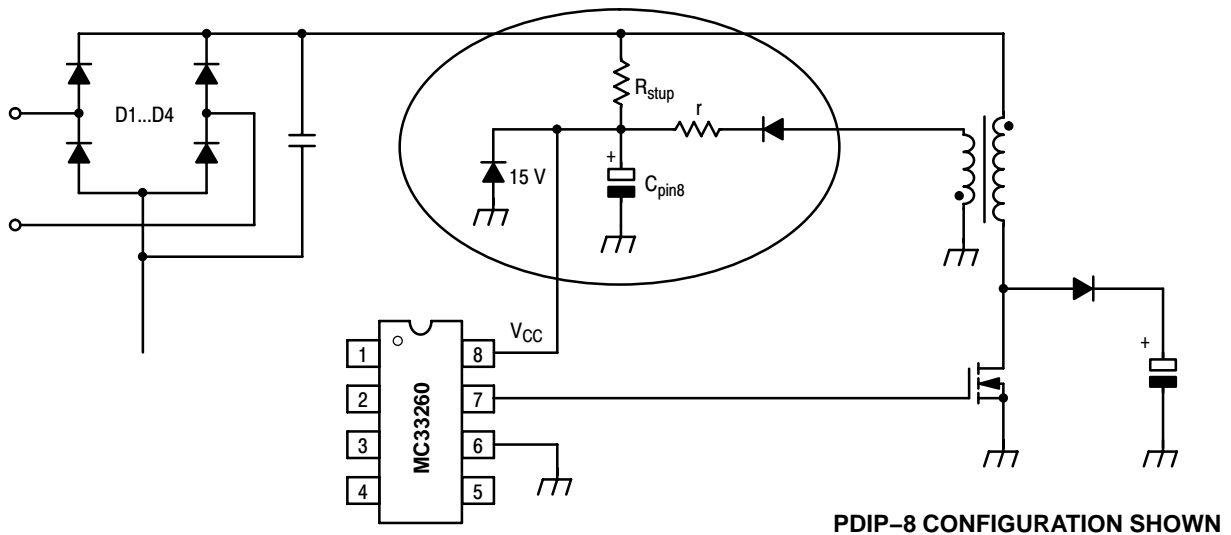 D1...D4
R_stup
r
+
15 V
C_pin8
V_CC
1
8
2
7
3
6
4
5
MC33260
+
PDIP–8 CONFIGURATION SHOWN